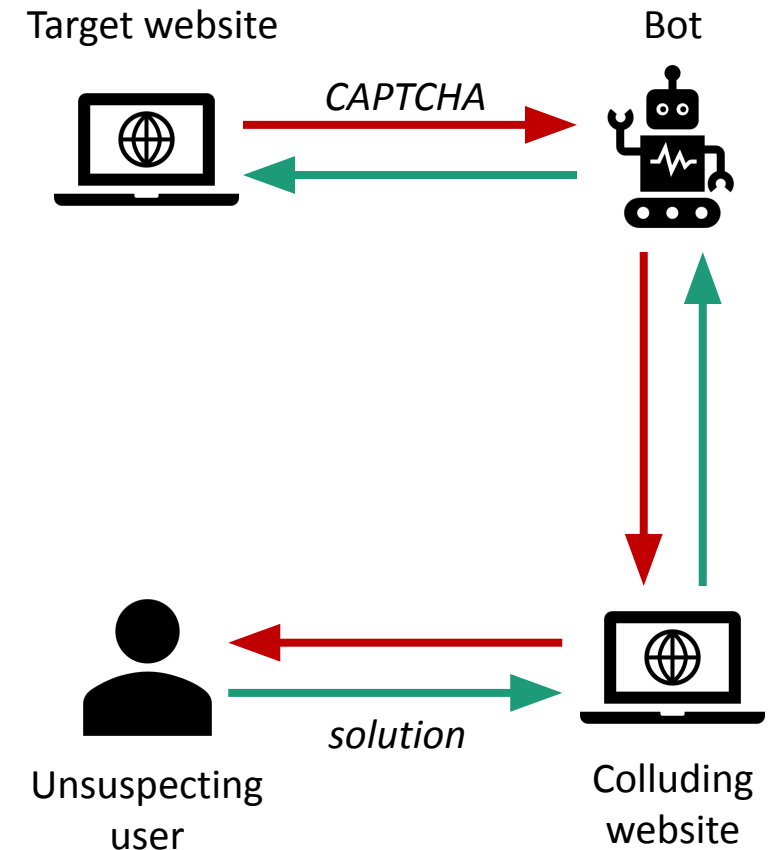 Target website
Bot
CAPTCHA
solution
Unsuspecting
user
Colluding
website